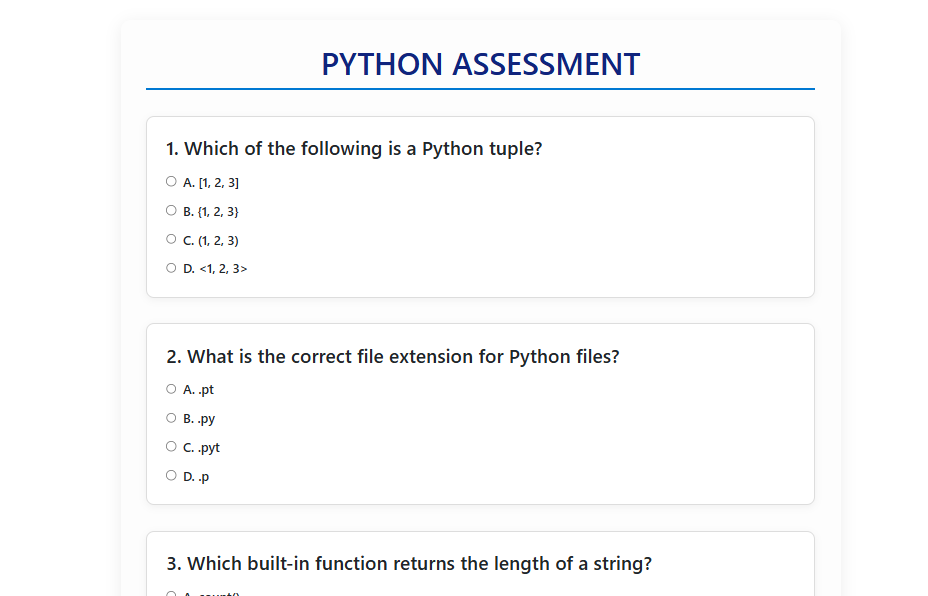 PYTHON ASSESSMENT
1. Which of the following is a Python tuple?
A. [1, 2, 3]
B. {1, 2, 3}
C. (1, 2, 3)
D. <1, 2, 3>
2. What is the correct file extension for Python files?
A. .pt
B. .py
C. .pyt
D. .p
3. Which built-in function returns the length of a string?
A. count()